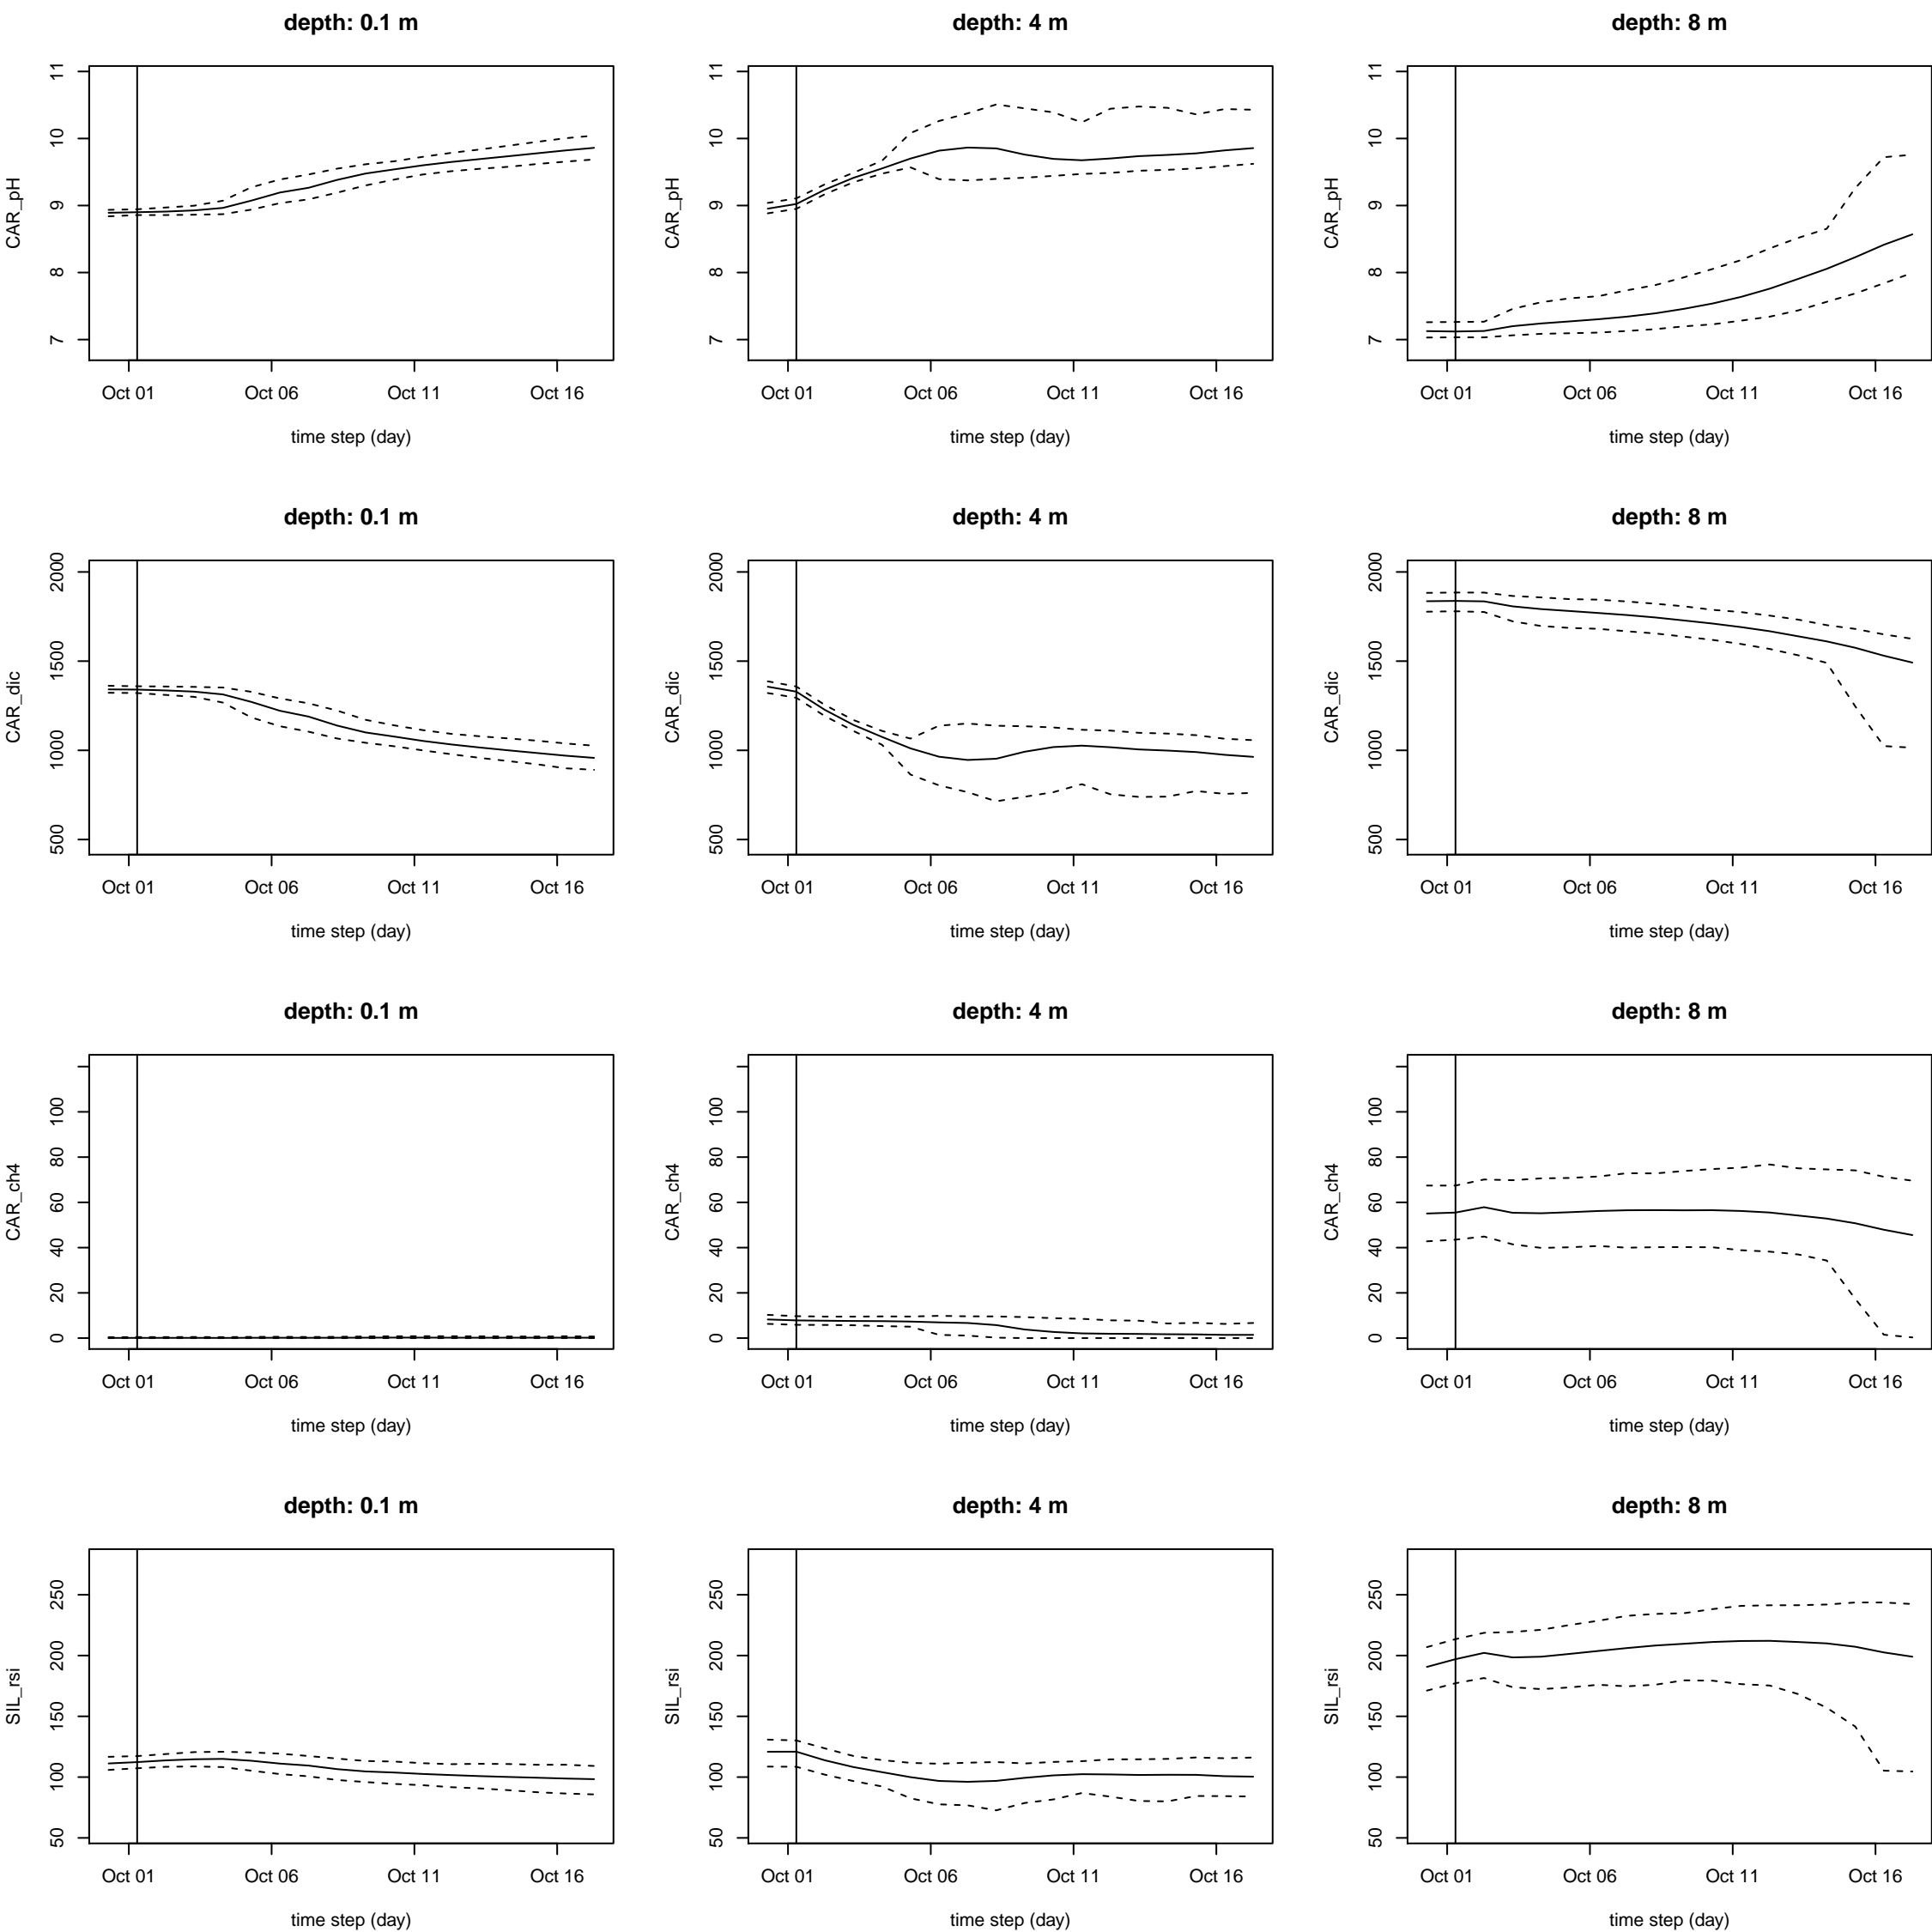 depth: 0.1 m
CAR_pH
11
10
9
8
7
Oct 01 Oct 06 Oct 11 Oct 16
time step (day)
depth: 4 m
CAR_pH
11
10
9
8
7
Oct 01 Oct 06 Oct 11 Oct 16
time step (day)
depth: 8 m
CAR_pH
11
10
9
8
7
Oct 01 Oct 06 Oct 11 Oct 16
time step (day)
depth: 0.1 m
CAR_dic
2000
1500
1000
500
Oct 01 Oct 06 Oct 11 Oct 16
time step (day)
depth: 4 m
CAR_dic
2000
1500
1000
500
Oct 01 Oct 06 Oct 11 Oct 16
time step (day)
depth: 8 m
CAR_dic
2000
1500
1000
500
Oct 01 Oct 06 Oct 11 Oct 16
time step (day)
depth: 0.1 m
CAR_ch4
100
80
60
40
20
0
Oct 01 Oct 06 Oct 11 Oct 16
time step (day)
depth: 4 m
CAR_ch4
100
80
60
40
20
0
Oct 01 Oct 06 Oct 11 Oct 16
time step (day)
depth: 8 m
CAR_ch4
100
80
60
40
20
0
Oct 01 Oct 06 Oct 11 Oct 16
time step (day)
depth: 0.1 m
SIL_rsi
250
200
150
100
50
Oct 01 Oct 06 Oct 11 Oct 16
time step (day)
depth: 4 m
SIL_rsi
250
200
150
100
50
Oct 01 Oct 06 Oct 11 Oct 16
time step (day)
depth: 8 m
SIL_rsi
250
200
150
100
50
Oct 01 Oct 06 Oct 11 Oct 16
time step (day)